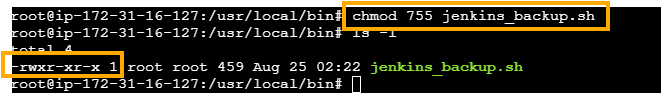 root@ip-172-31-16-127:/usr/local/bin# chmod 755 jenkins_backup.sh
root@ip-172-31-16-127:/usr/local/bin# ls -l
total 4
-rwxr-xr-x 1 root root 459 Aug 25 02:22 jenkins_backup.sh
root@ip-172-31-16-127:/usr/local/bin#